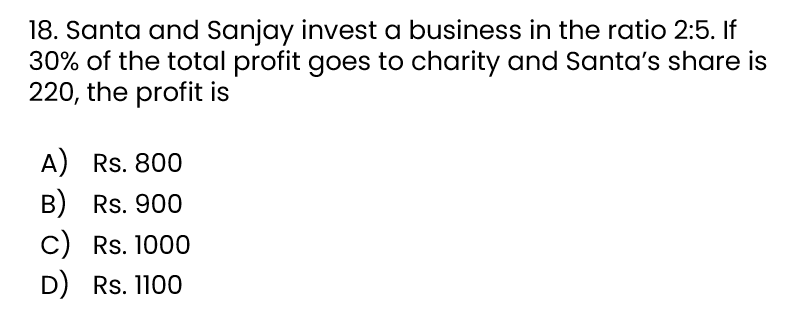 18. Santa and Sanjay invest a business in the ratio 2:5. If
30% of the total profit goes to charity and Santa's share is
220, the profit is
A) Rs. 800
B) Rs. 900
C) Rs. 1000
D) Rs. 1100